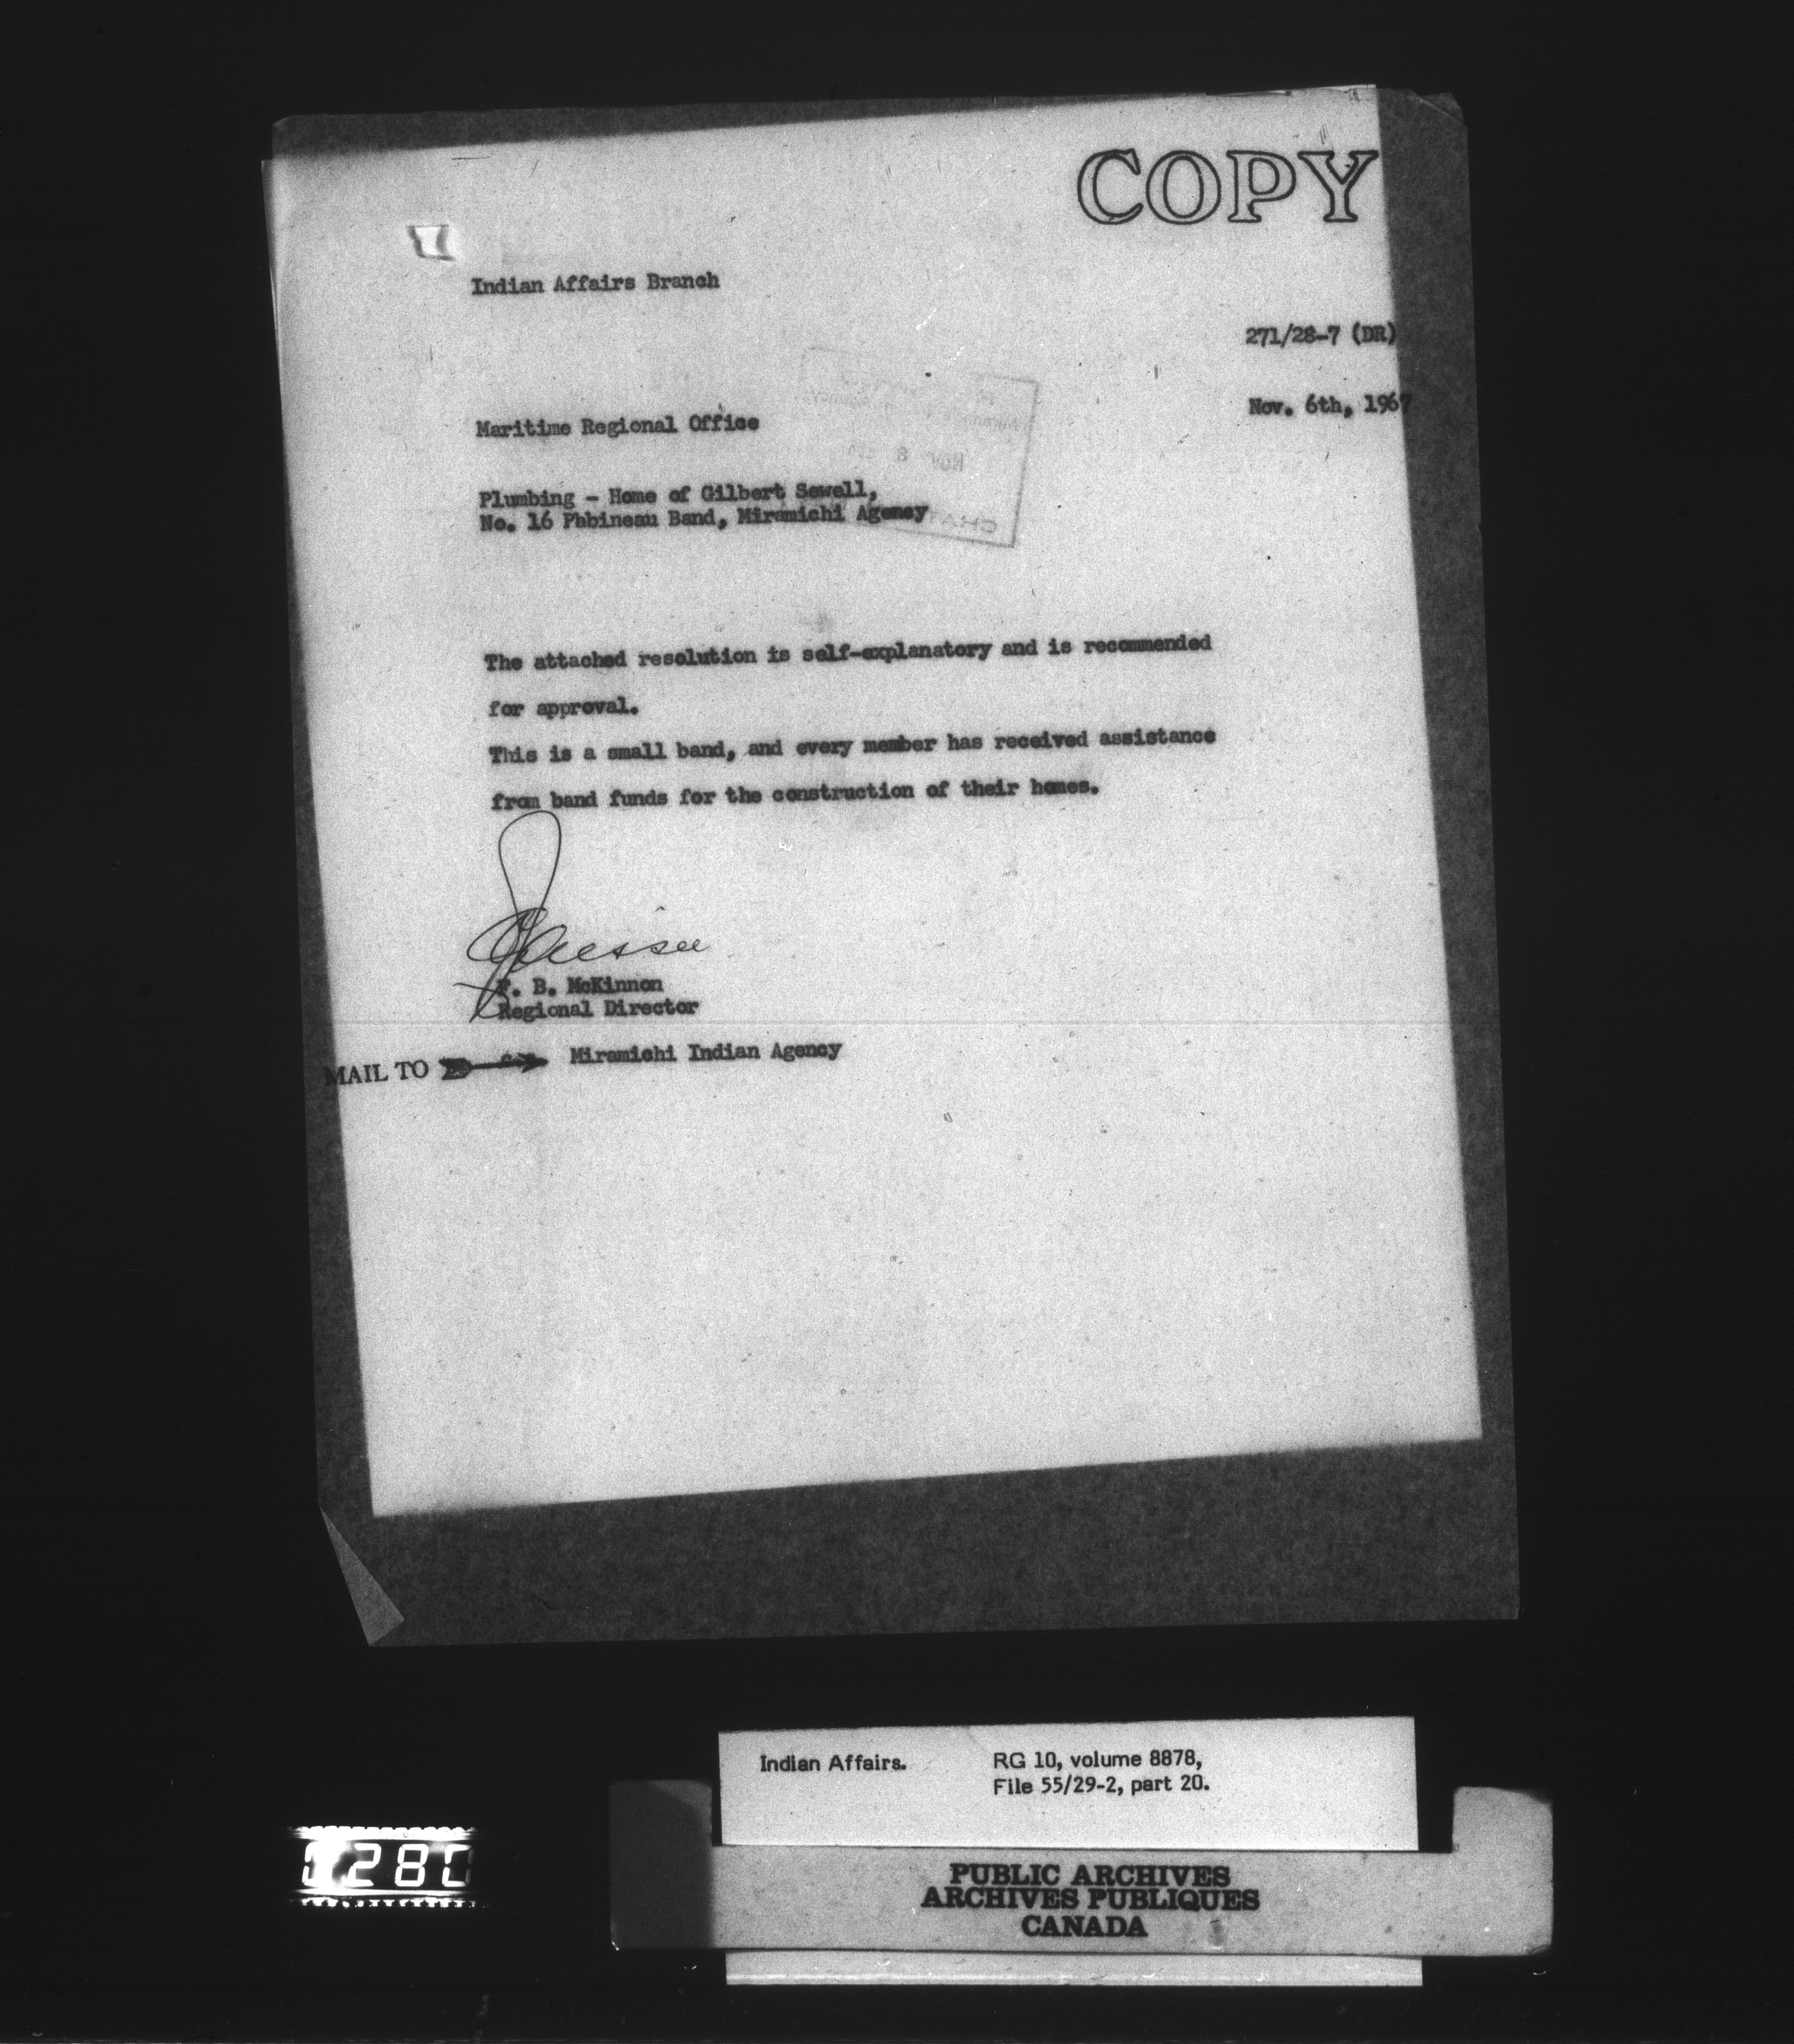 COPY
Indian Affairs Branch
271/28-7 (DR)
Nov. 6th, 1967
Maritime Regional Office
NOV 8
Plumbing - Home of Gilbert Sewell,
No. 16 Pabineau Band, Miramichi Agency
The attached resolution is self-explanatory and is recommended
for approval.
This is a small band, and every member has received assistance
from band funds for the construction of their homes.
F. B. McKinnon
Regional Director
MAIL TO c.c. Miramichi Indian Agency
Indian Affairs. RG 10, volume 8878,
File 55/29-2, part 20.
280
PUBLIC ARCHIVES
ARCHIVES PUBLIQUES
CANADA